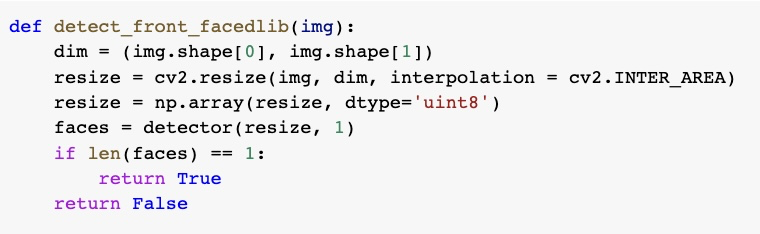 def detect_front_facedlib(img):
    dim = (img.shape[0], img.shape[1])
    resize = cv2.resize(img, dim, interpolation = cv2.INTER_AREA)
    resize = np.array(resize, dtype='uint8')
    faces = detector(resize, 1)
    if len(faces) == 1:
        return True
    return False